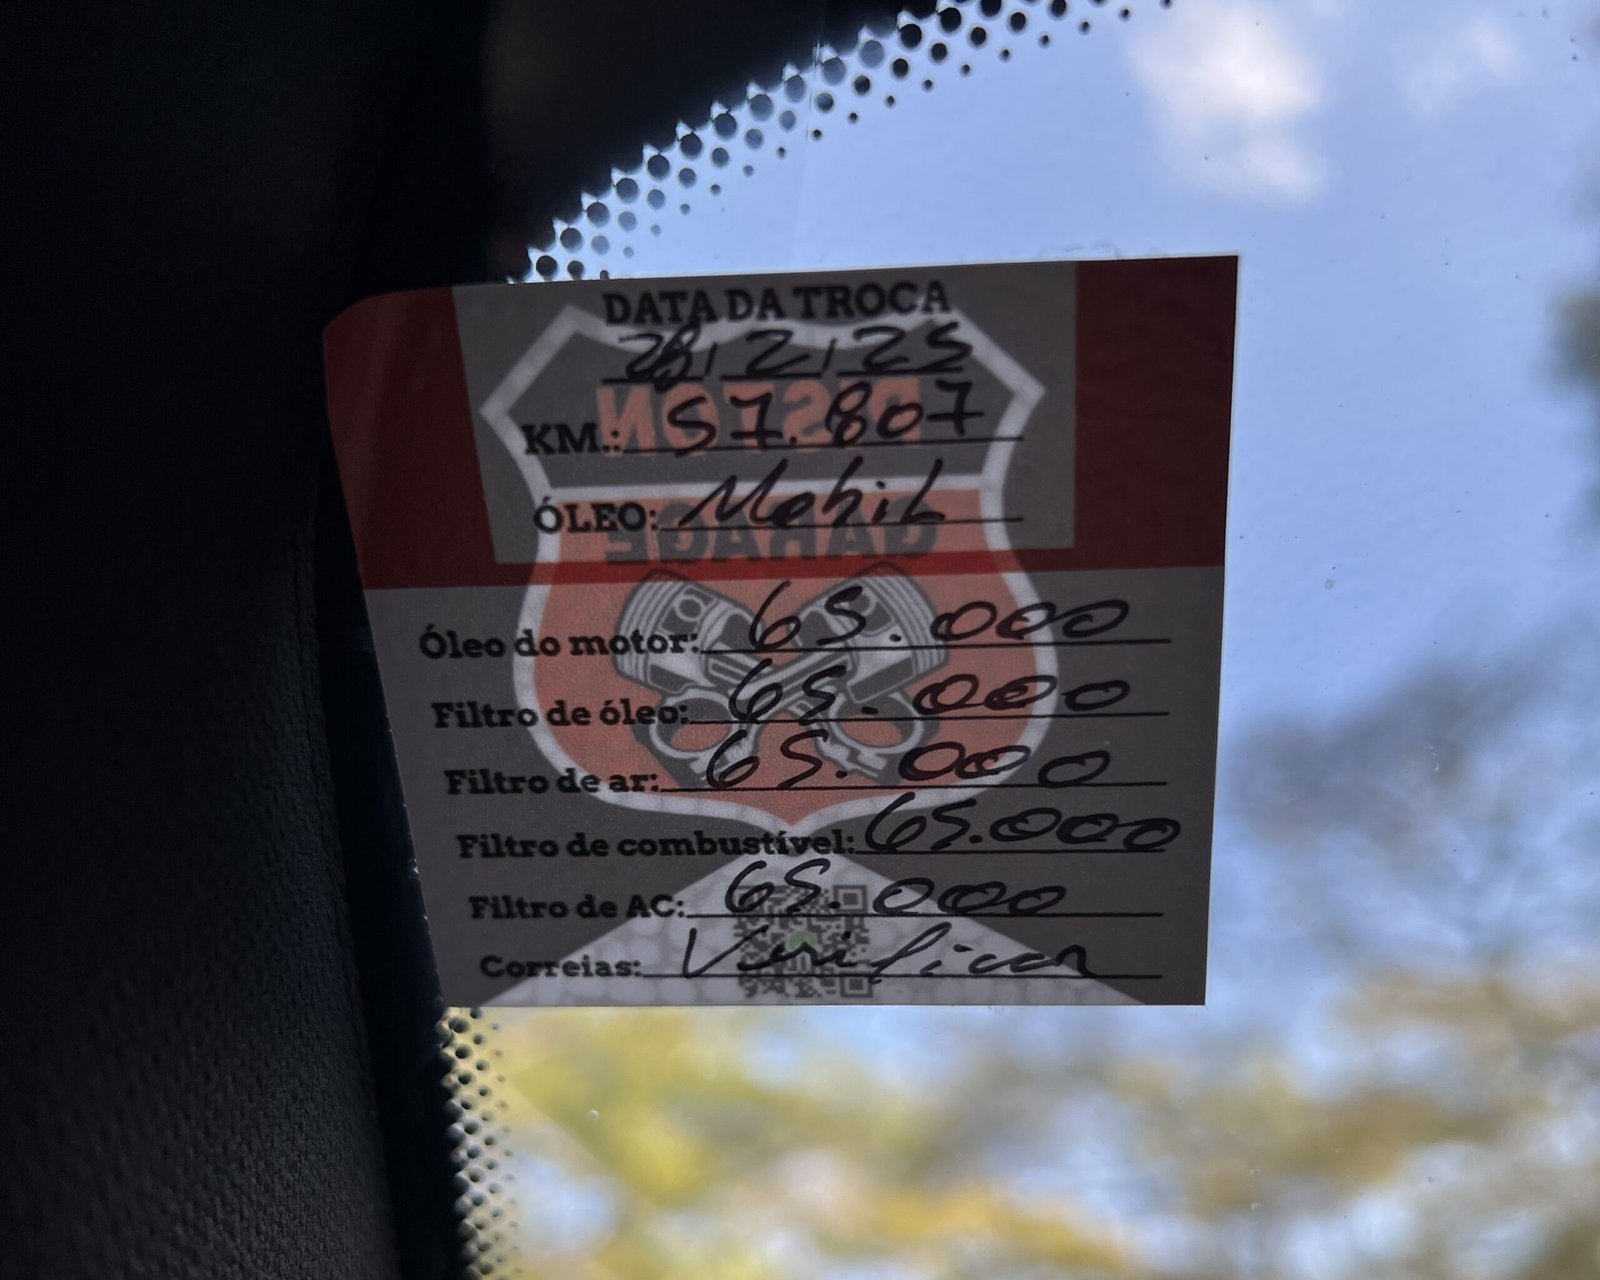 DATA DA TROCA
28/2/25
KM.: 57.807
ÓLEO: Mobil
Óleo do motor: 65.000
Filtro de óleo: 65.000
Filtro de ar: 65.000
Filtro de combustível: 65.000
Filtro de AC: 65.000
Correias: Verificar
GARAGE